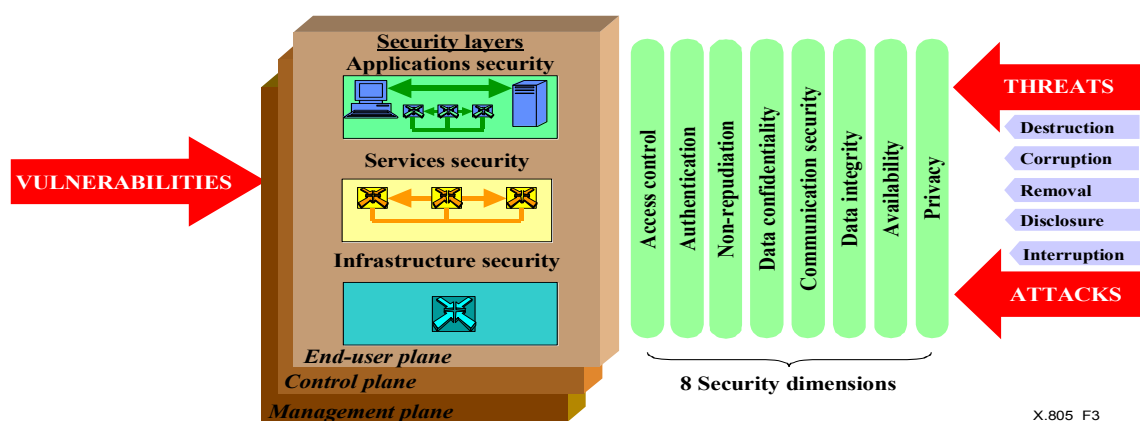 Security layers
Applications security
Services security
Infrastructure security
End-user plane
Control plane
Management plane
VULNERABILITIES
Access control
Authentication
Non-repudiation
Data confidentiality
Communication security
Data integrity
Availability
Privacy
8 Security dimensions
THREATS
Destruction
Corruption
Removal
Disclosure
Interruption
ATTACKS
X.805_F3